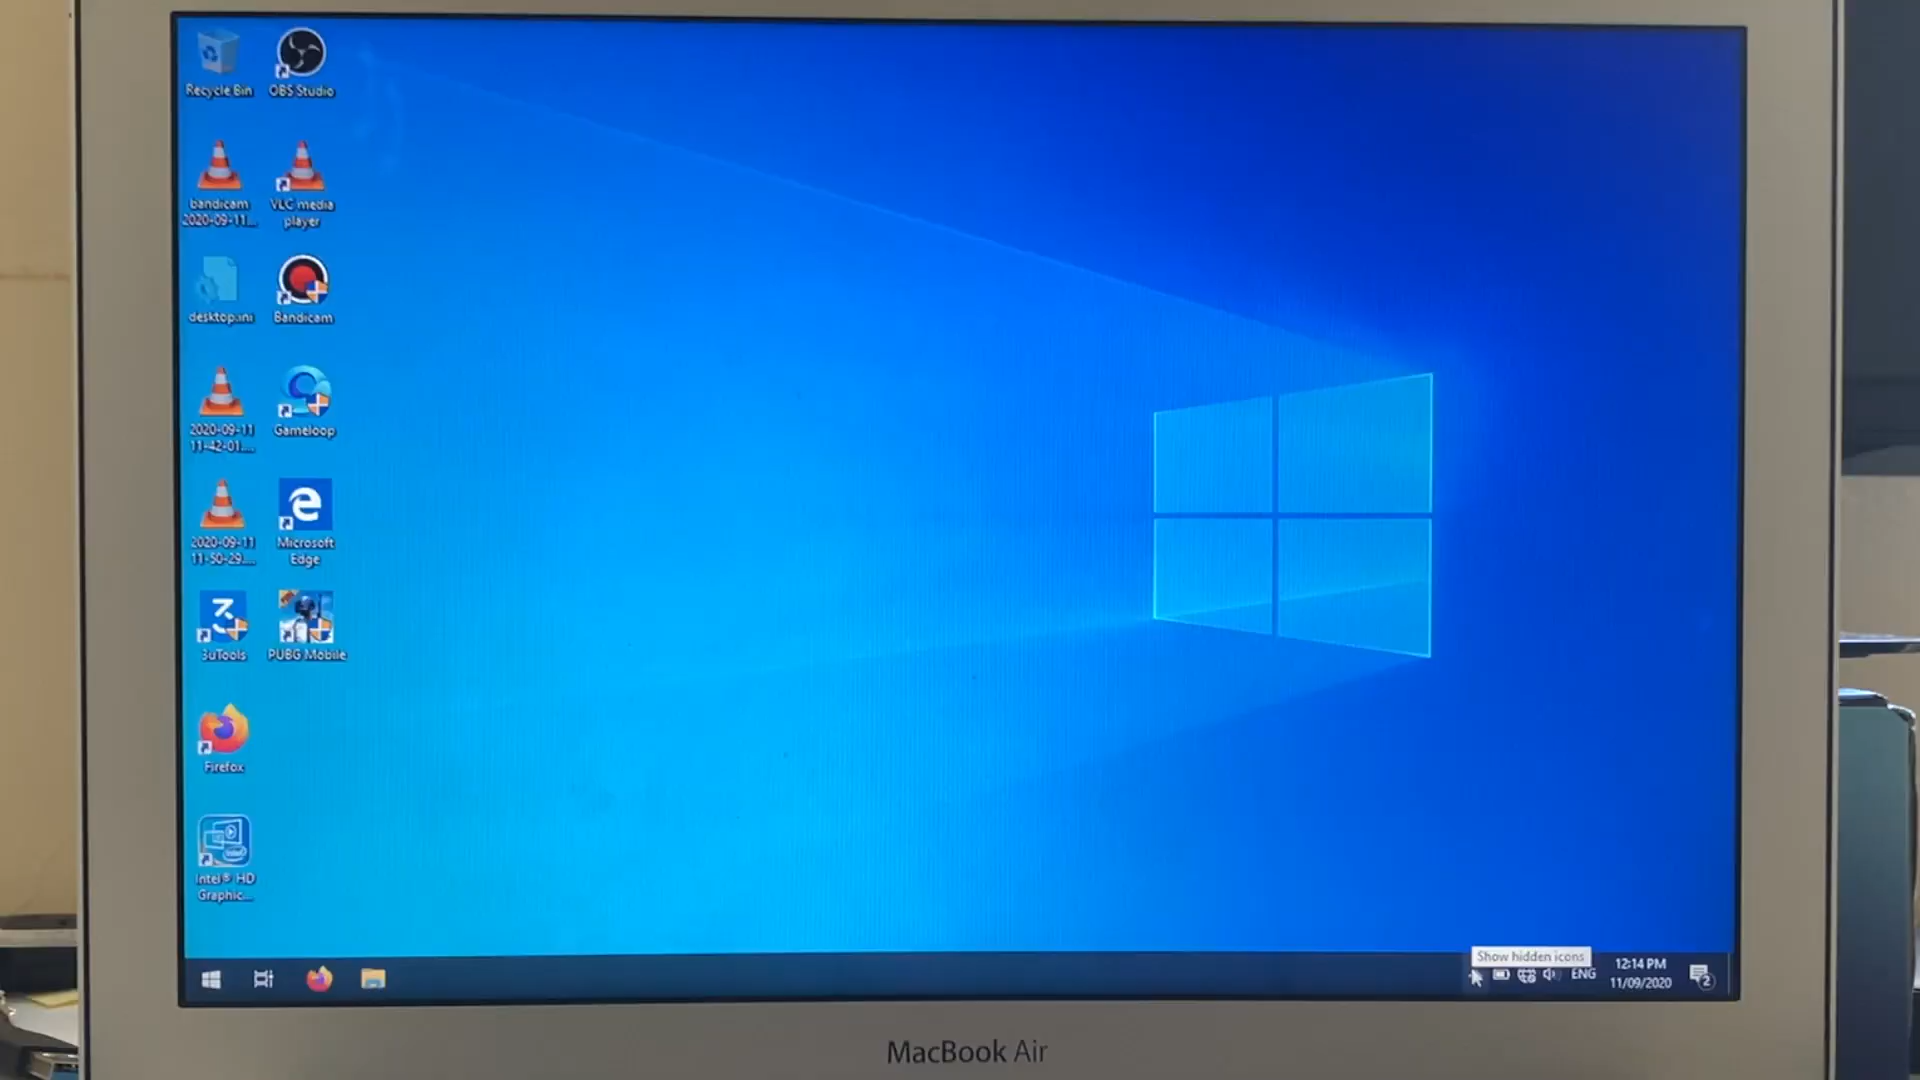 Recycle Bin
OBS Studio
bandicam
2020-09-11...
VLC media
player
desktop.ini
Bandicam
2020-09-11
11-42-01....
Gameloop
2020-09-11
11-50-29....
Microsoft
Edge
3uTools
PUBG Mobile
Firefox
intel
Intel® HD
Graphic...
Show hidden icons
ENG
12:14 PM
11/09/2020
2
MacBook Air